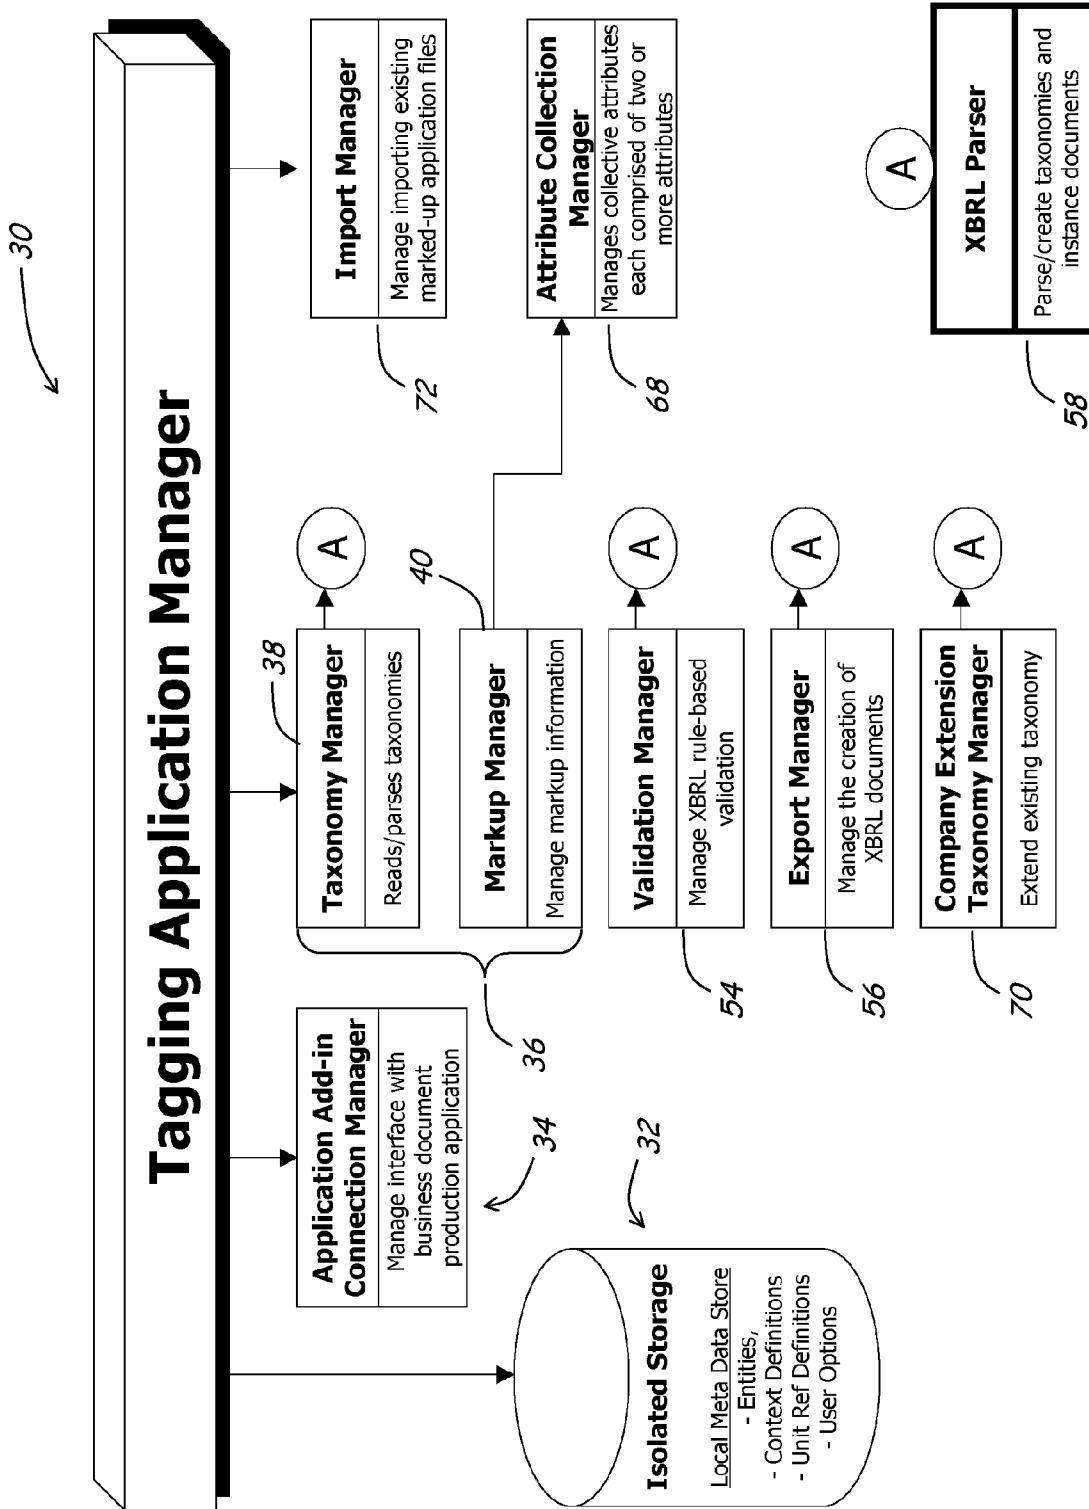 30
Tagging Application Manager
Isolated Storage
Local Meta Data Store
- Entities,
- Context Definitions
- Unit Ref Definitions
- User Options
32
Application Add-in
Connection Manager
Manage interface with
business document
production application
34
36
38
Taxonomy Manager
Reads/parses taxonomies
A
40
Markup Manager
Manage markup information
Validation Manager
Manage XBRL rule-based
validation
54
A
Export Manager
Manage the creation of
XBRL documents
56
A
Company Extension
Taxonomy Manager
Extend existing taxonomy
70
A
Import Manager
Manage importing existing
marked-up application files
72
Attribute Collection
Manager
Manages collective attributes
each comprised of two or
more attributes
68
A
XBRL Parser
Parse/create taxonomies and
instance documents
58